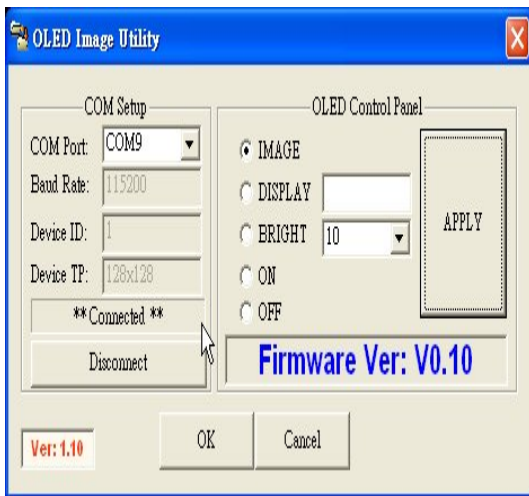 OLED Image Utility
COM Setup
COM Port: COM9
Baud Rate: 115200
Device ID: 1
Device TP: 128x128
** Connected **
Disconnect
OLED Control Panel
IMAGE
DISPLAY
BRIGHT 10
ON
OFF
APPLY
Firmware Ver: V0.10
Ver: 1.10
OK
Cancel